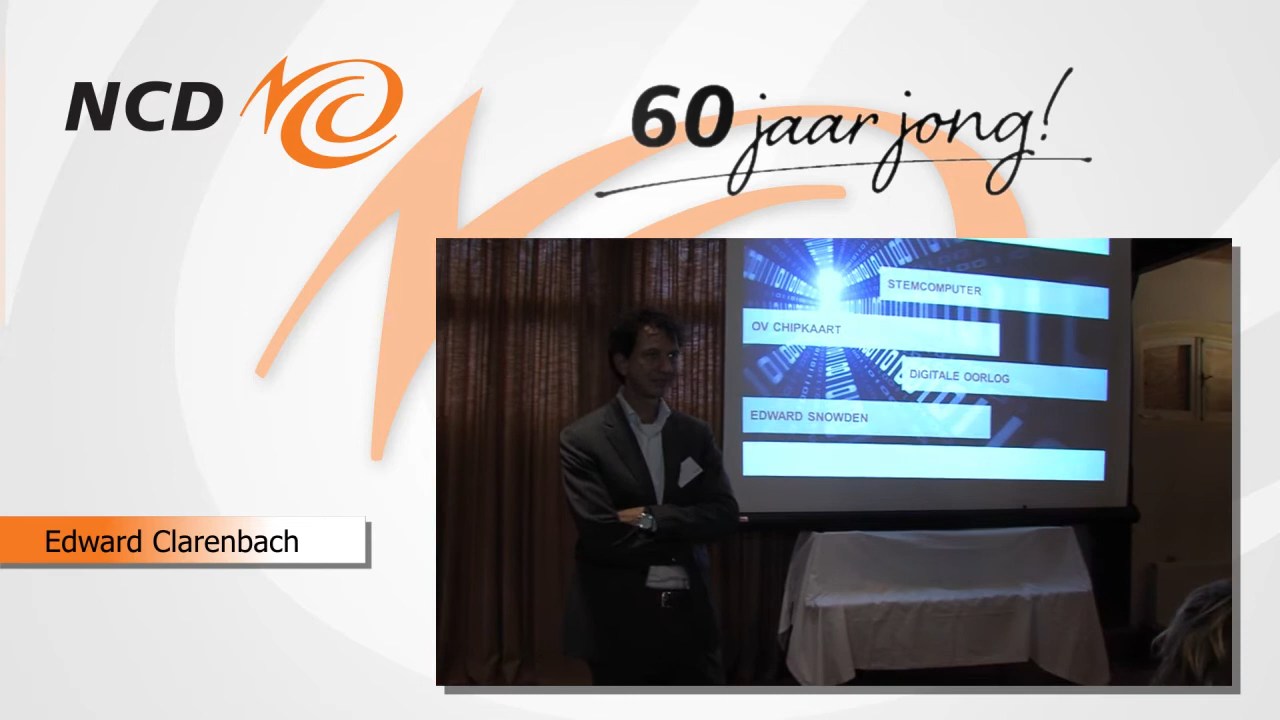 NCD
60 jaar jong!
STEMCOMPUTER
OV CHIPKAART
DIGITALE OORLOG
EDWARD SNOWDEN
Edward Clarenbach